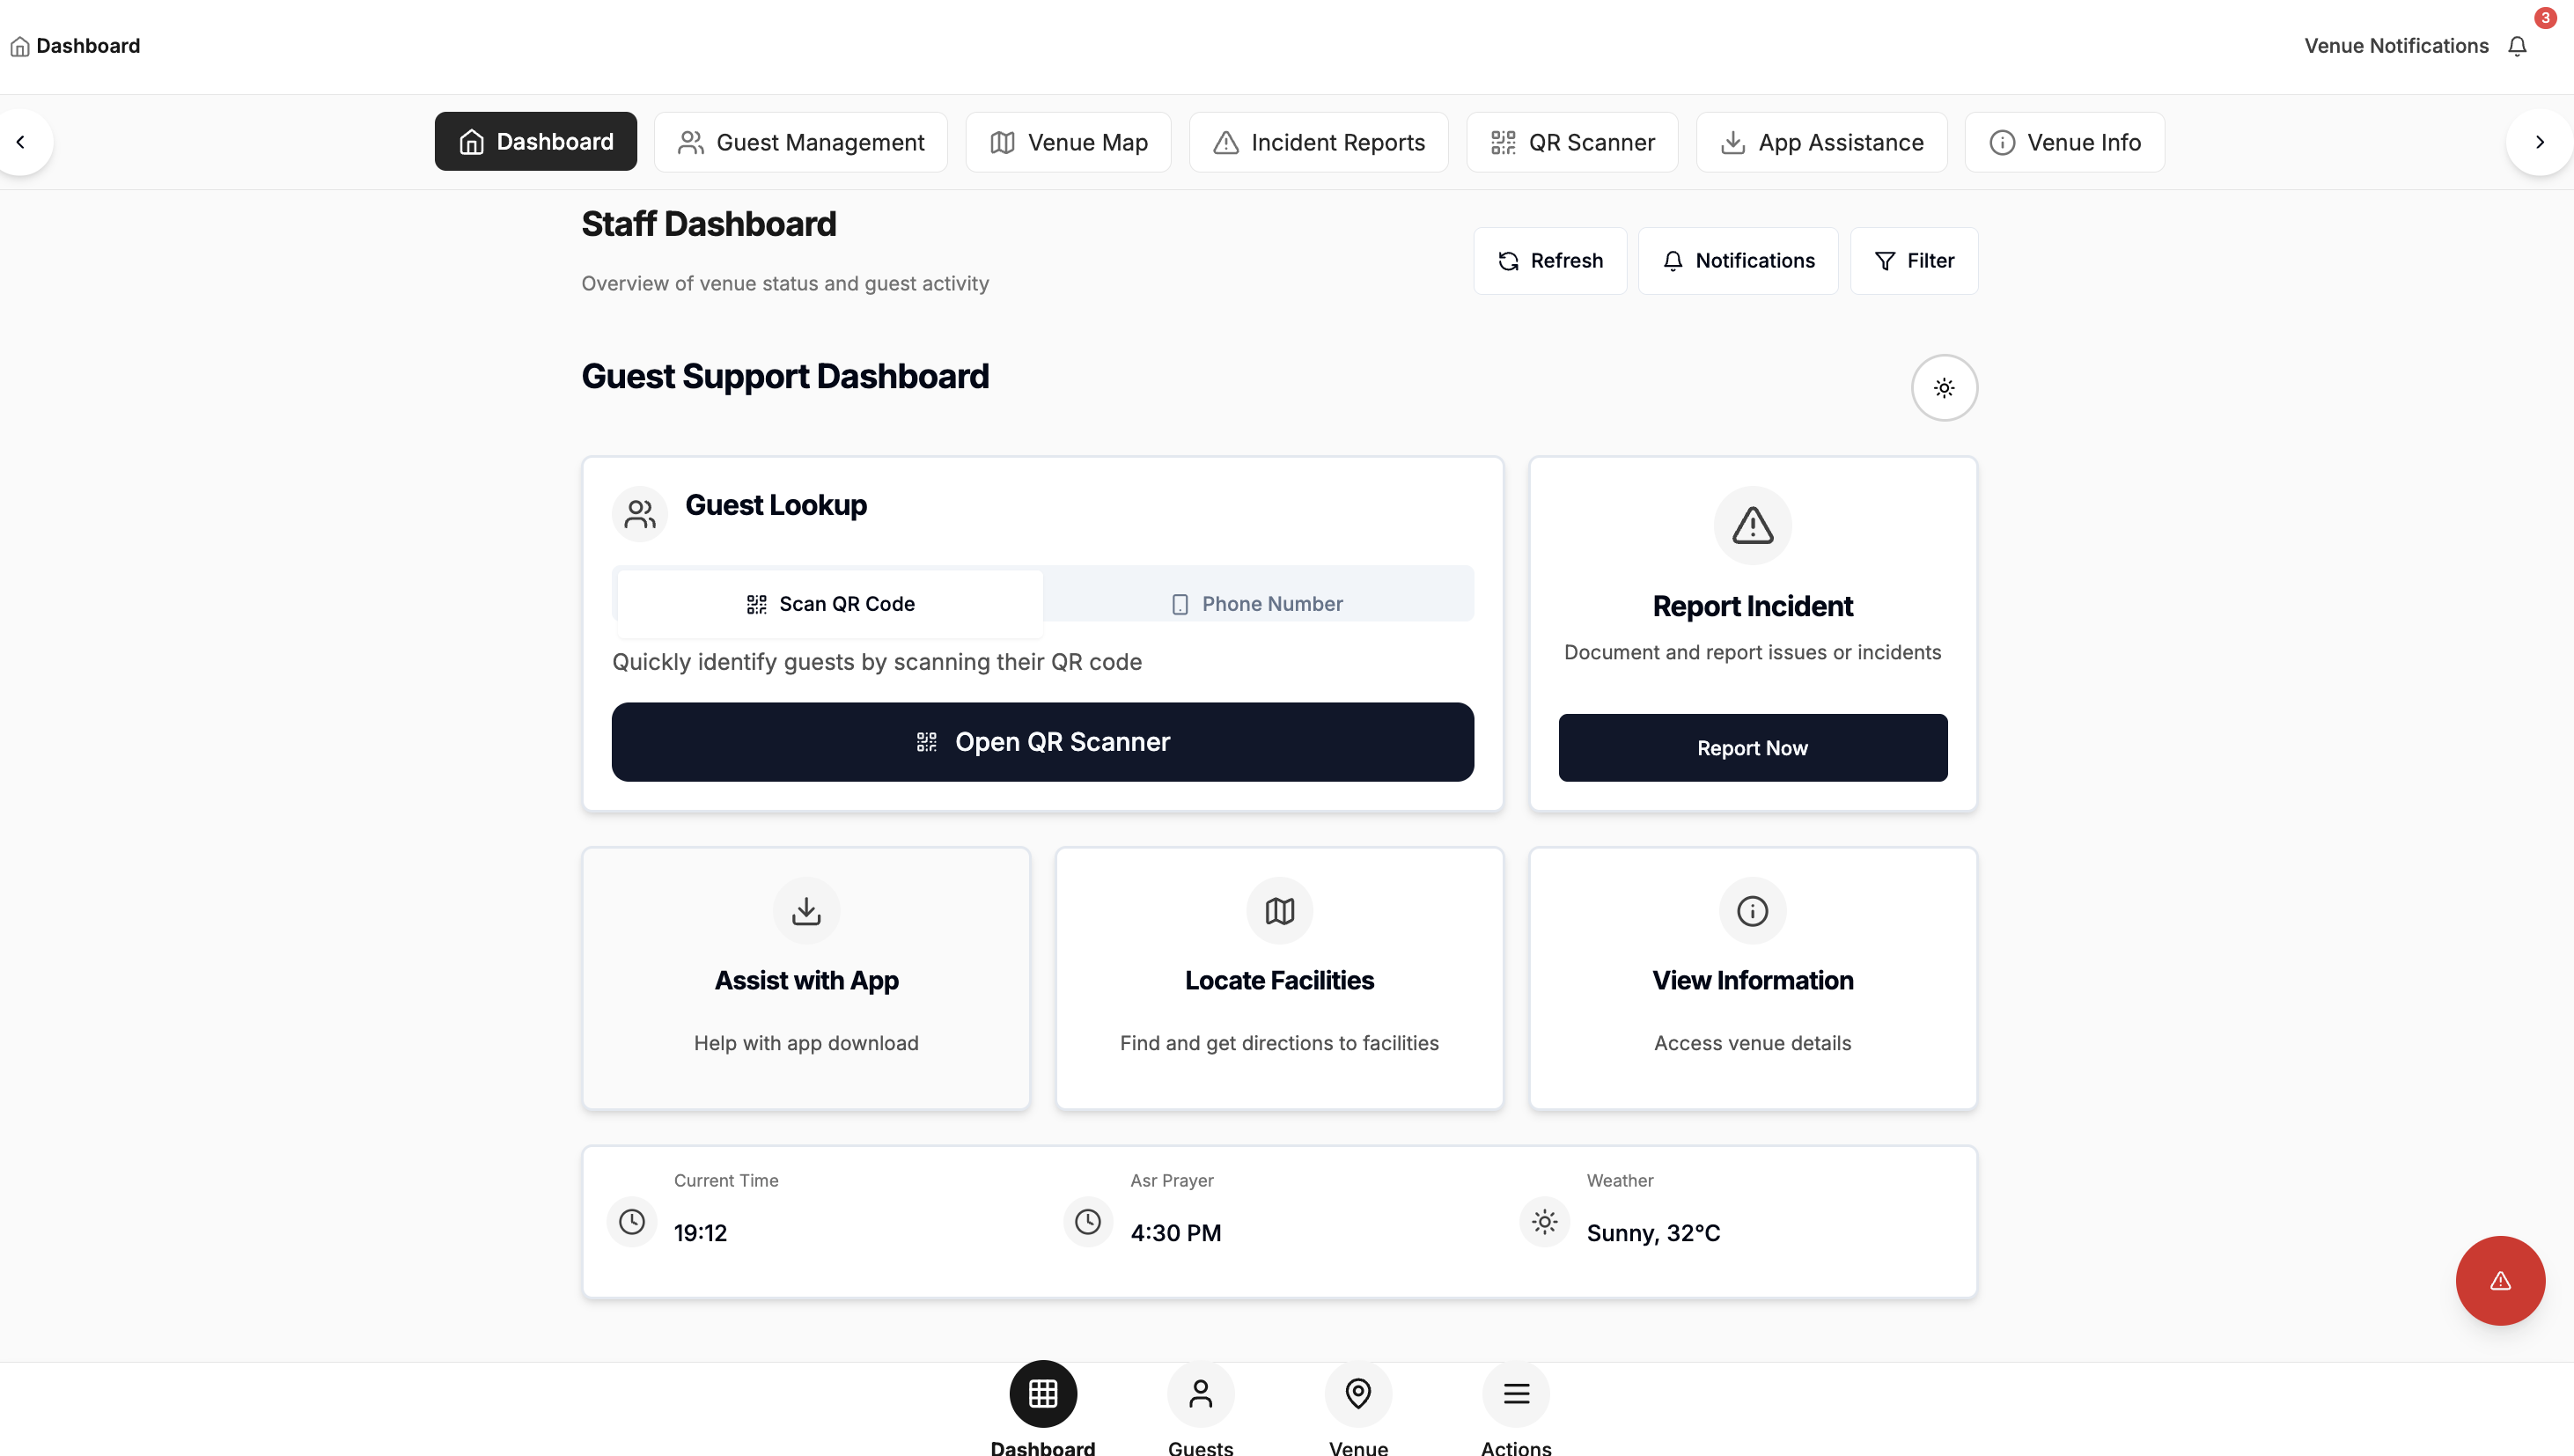 Dashboard
Venue Notifications
3
Dashboard
Guest Management
Venue Map
Incident Reports
QR Scanner
App Assistance
Venue Info
Staff Dashboard
Overview of venue status and guest activity
Refresh
Notifications
Filter
Guest Support Dashboard
Guest Lookup
Scan QR Code
Phone Number
Quickly identify guests by scanning their QR code
Open QR Scanner
Report Incident
Document and report issues or incidents
Report Now
Assist with App
Help with app download
Locate Facilities
Find and get directions to facilities
View Information
Access venue details
Current Time
19:12
Asr Prayer
4:30 PM
Weather
Sunny, 32°C
Dashboard
Guests
Venue
Actions